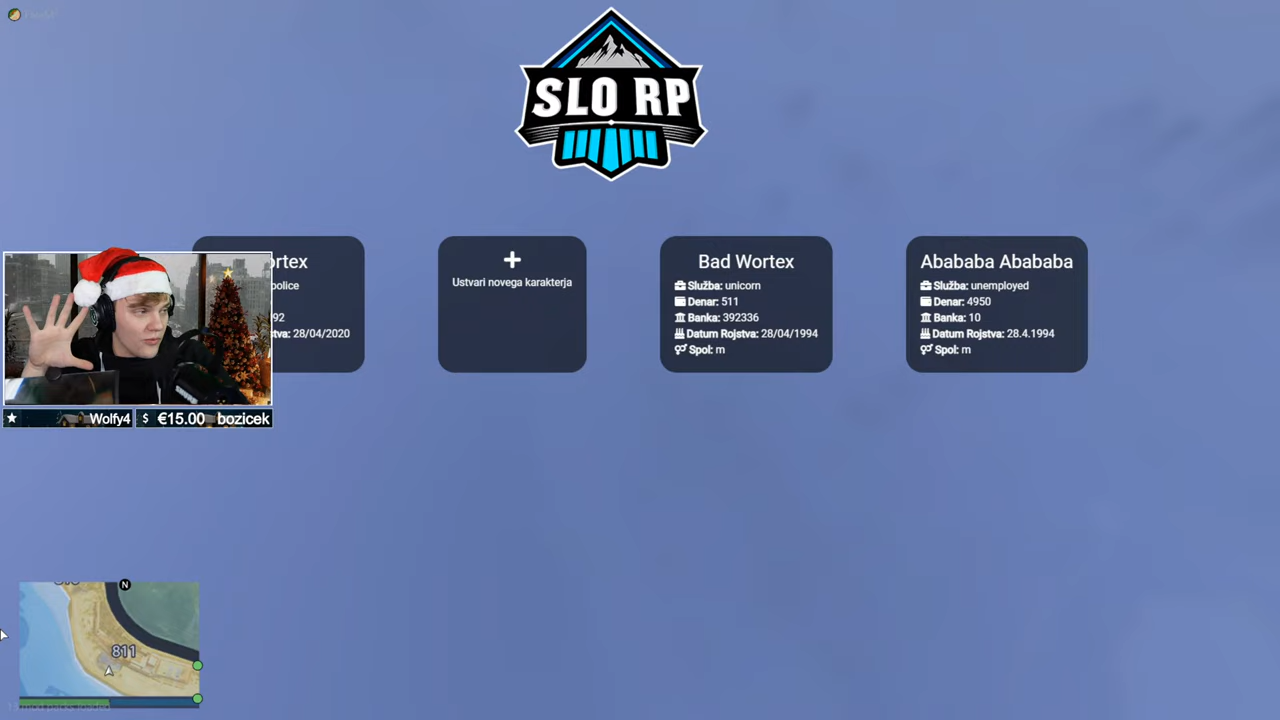 SLO RP
ortex
police
92
stva: 28/04/2020
Ustvari novega karakterja
Bad Wortex
Služba: unicorn
Denar: 511
Banka: 392336
Datum Rojstva: 28/04/1994
Spol: m
Abababa Abababa
Služba: unemployed
Denar: 4950
Banka: 10
Datum Rojstva: 28.4.1994
Spol: m
Wolfy4
$ €15.00 bozicek
N
811